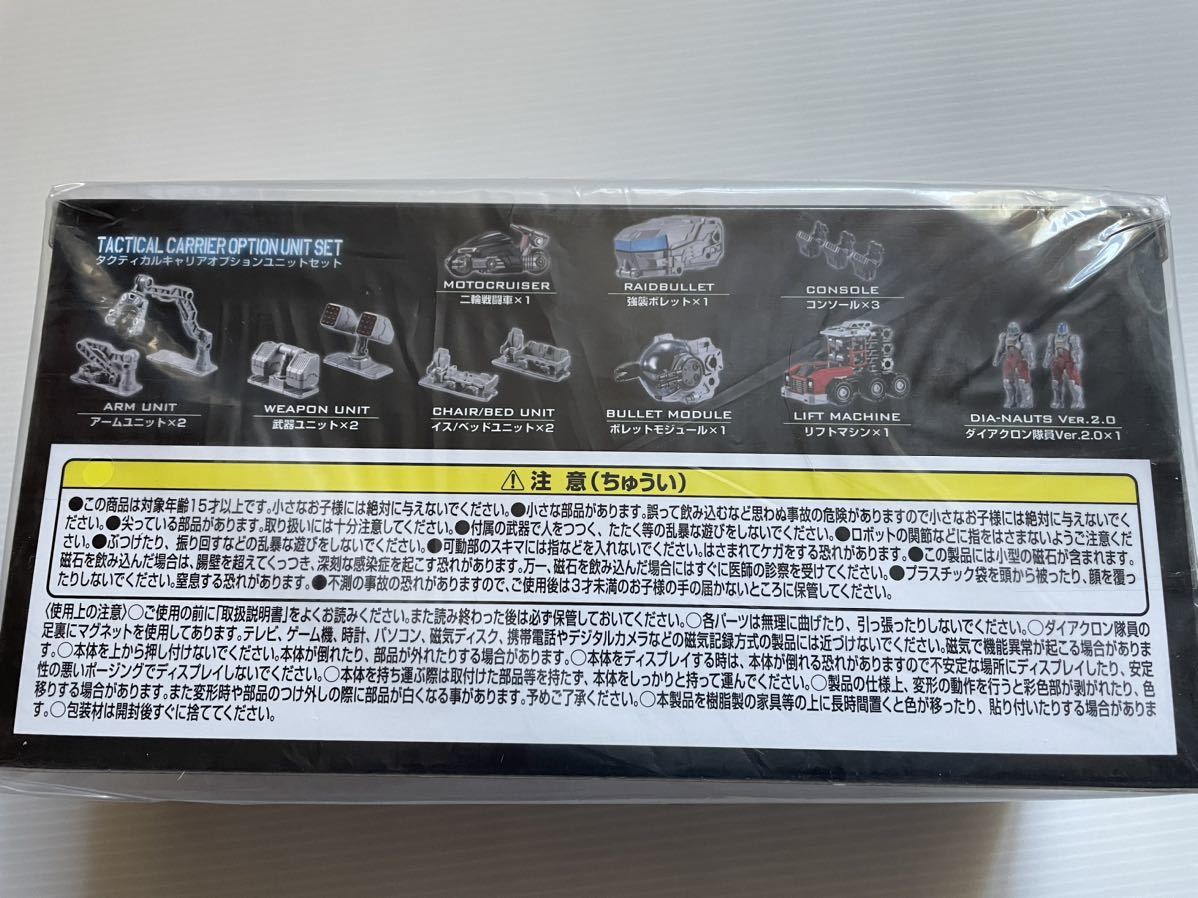 TACTICAL CARRIER OPTION UNIT SET
タクティカルキャリアオプションユニットセット
MOTOCRUISER
二輪戦闘車×1
RAIDBULLET
強襲ボレット×1
CONSOLE
コンソール×3
ARM UNIT
アームユニット×2
WEAPON UNIT
武器ユニット×2
CHAIR/BED UNIT
イス/ベッドユニット×2
BULLET MODULE
ボレットモジュール×1
LIFT MACHINE
リフトマシン×1
DIA-NAUTS VER.2.0
ダイアクロン隊員Ver.2.0×1
⚠注 意(ちゅうい)
●この商品は対象年齢15才以上です。小さなお子様には絶対に与えないでください。●小さな部品があります。誤って飲み込むなど思わぬ事故の危険がありますので小さなお子様には絶対に与えないでく
ださい。●尖っている部品があります。取り扱いには十分注意してください。●付属の武器で人をつつく、たたく等の乱暴な遊びをしないでください。●ロボットの関節などに指をはさまないようご注意くだ
さい。●ぶつけたり、振り回すなどの乱暴な遊びをしないでください。●可動部のスキマには指などを入れないでください。はさまれてケガをする恐れがあります。●この製品には小型の磁石が含まれます。
磁石を飲み込んだ場合は、腸壁を超えてくっつき、深刻な感染症を起こす恐れがあります。万一、磁石を飲み込んだ場合にはすぐに医師の診察を受けてください。●プラスチック袋を頭から被ったり、顔を覆っ
たりしないでください。窒息する恐れがあります。●不測の事故の恐れがありますので、ご使用後は3才未満のお子様の手の届かないところに保管してください。
〈使用上の注意〉○ご使用の前に「取扱説明書」をよくお読みください。また読み終わった後は必ず保管しておいてください。○各パーツは無理に曲げたり、引っ張ったりしないでください。○ダイアクロン隊員の
足裏にマグネットを使用してあります。テレビ、ゲーム機、時計、パソコン、磁気ディスク、携帯電話やデジタルカメラなどの磁気記録方式の製品には近づけないでください。磁気で機能異常が起こる場合がありま
す。○本体を上から押し付けないでください。本体が倒れたり、部品が外れたりする場合があります。○本体をディスプレイする時は、本体が倒れる恐れがありますので不安定な場所にディスプレイしたり、安定
性の悪いポージングでディスプレイしないでください。○本体を持ち運ぶ際は取付けた部品等を持たず、本体をしっかりと持って運んでください。○製品の仕様上、変形の動作を行うと彩色部が剥がれたり、色
移りする場合があります。また変形時や部品のつけ外しの際に部品が白くなる事があります。予めご了承ください。○本製品を樹脂製の家具等の上に長時間置くと色が移ったり、貼り付いたりする場合がありま
す。○包装材は開封後すぐに捨ててください。